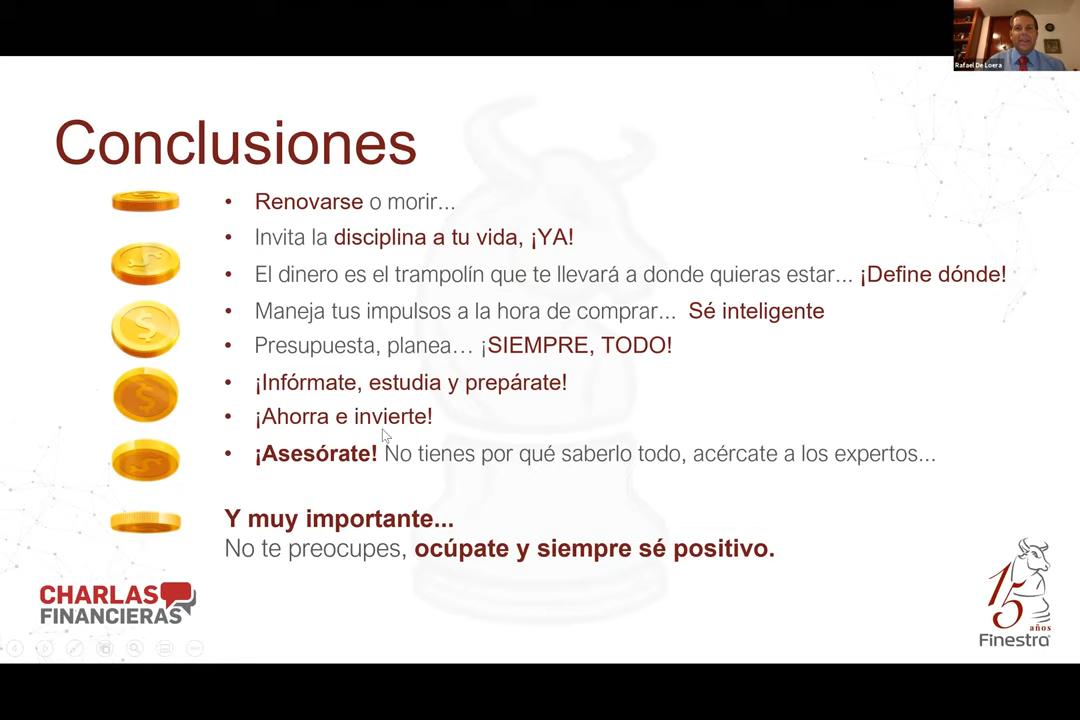 Rafael De Loera
Conclusiones
• Renovarse o morir...
• Invita la disciplina a tu vida, ¡YA!
• El dinero es el trampolín que te llevará a donde quieras estar... ¡Define dónde!
• Maneja tus impulsos a la hora de comprar... Sé inteligente
• Presupuesta, planea... ¡SIEMPRE, TODO!
• ¡Infórmate, estudia y prepárate!
• ¡Ahorra e invierte!
• ¡Asesórate! No tienes por qué saberlo todo, acércate a los expertos...
Y muy importante...
No te preocupes, ocúpate y siempre sé positivo.
CHARLAS
FINANCIERAS
15
años
Finestra